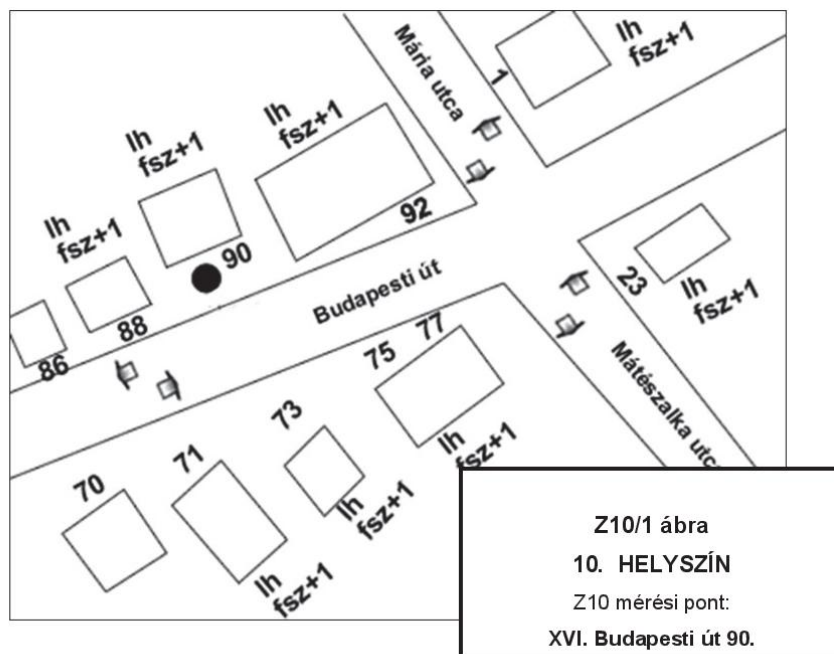 Mária utca
1
lh
fsz+1
lh
fsz+1
lh
fsz+1
lh
fsz+1
92
90
88
86
Budapesti út
23
lh
fsz+1
75
77
lh
fsz+1
Mátészalka utca
73
lh
fsz+1
71
lh
fsz+1
70
Z10/1 ábra
10. HELYSZÍN
Z10 mérési pont:
XVI. Budapesti út 90.